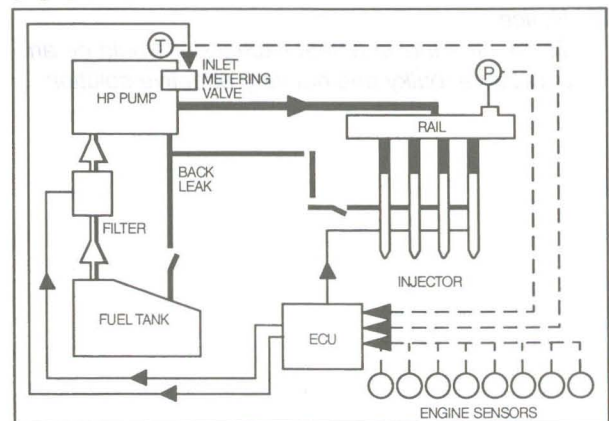 T
INLET
METERING
VALVE
HP PUMP
P
RAIL
BACK
LEAK
FILTER
INJECTOR
FUEL TANK
ECU
ENGINE SENSORS